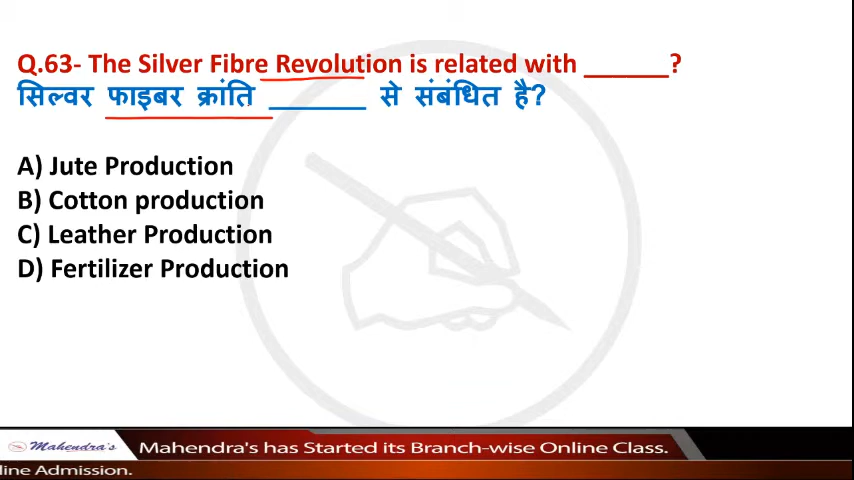 Q.63- The Silver Fibre Revolution is related with ______?
सिल्वर फाइबर क्रांति _______ से संबंधित है?
A) Jute Production
B) Cotton production
C) Leather Production
D) Fertilizer Production
Mahendra's Mahendra's has Started its Branch-wise Online Class.
line Admission.